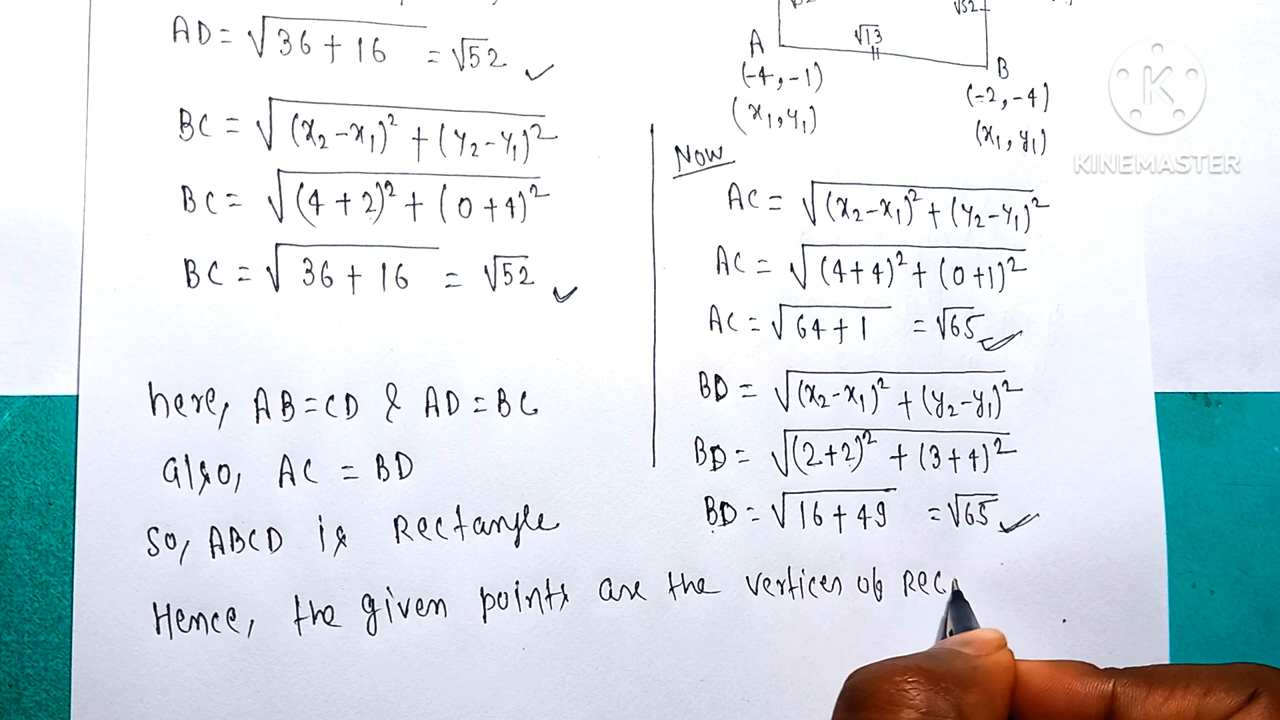 AD = √36 + 16 = √52
BC = √(x₂-x₁)² + (y₂-y₁)²
BC = √(4+2)² + (0+4)²
BC = √36 + 16 = √52
here, AB=CD & AD=BC
also, AC = BD
So, ABCD is Rectangle
Hence, the given points are the vertices of Rec
√52
√13
A
(-4,-1)
(x₁,y₁)
B
(-2,-4)
(x₁,y₁)
K
KINEMASTER
Now
AC = √(x₂-x₁)² + (y₂-y₁)²
AC = √(4+4)² + (0+1)²
AC = √64+1 = √65
BD = √(x₂-x₁)² + (y₂-y₁)²
BD = √(2+2)² + (3+4)²
BD = √16+49 = √65